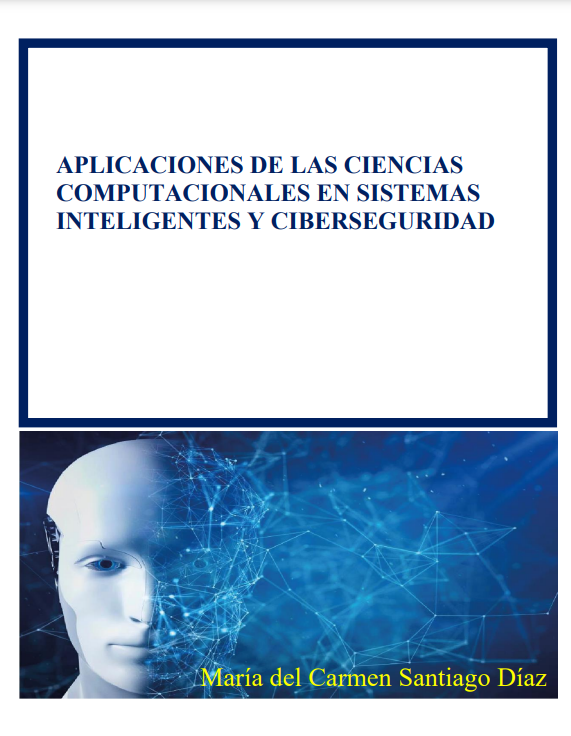 APLICACIONES DE LAS CIENCIAS
COMPUTACIONALES EN SISTEMAS
INTELIGENTES Y CIBERSEGURIDAD
María del Carmen Santiago Díaz